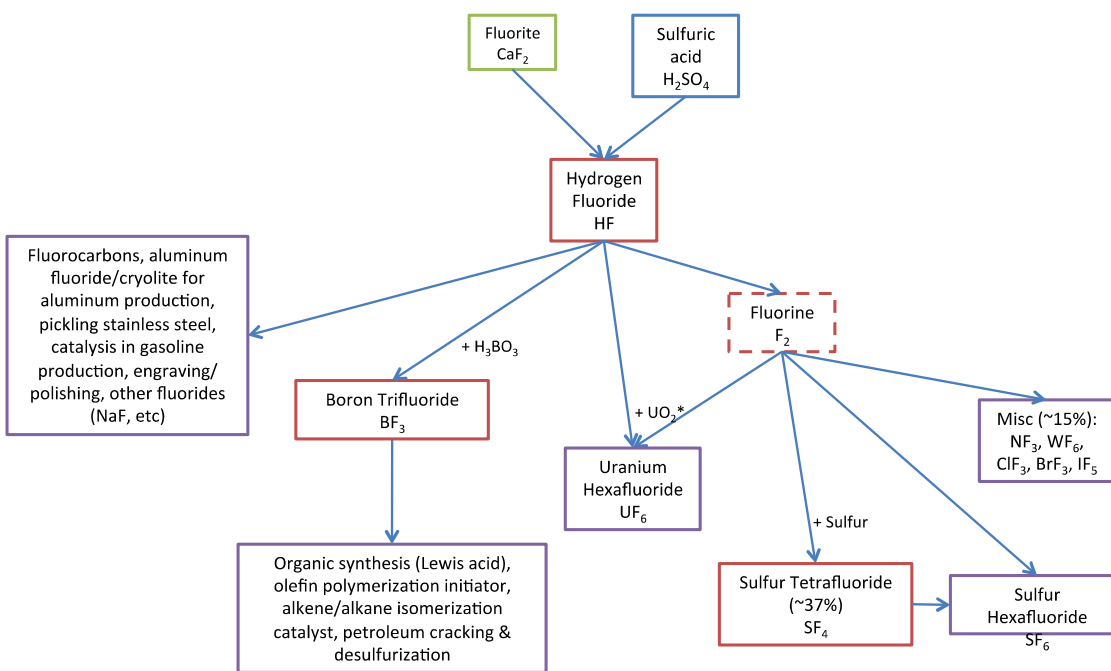 Fluorite
CaF₂
Sulfuric
acid
H₂SO₄
Hydrogen
Fluoride
HF
Fluorocarbons, aluminum
fluoride/cryolite for
aluminum production,
pickling stainless steel,
catalysis in gasoline
production, engraving/
polishing, other fluorides
(NaF, etc)
Fluorine
F₂
+ H₃BO₃
Boron Trifluoride
BF₃
+ UO₂*
Misc (~15%):
NF₃, WF₆,
ClF₃, BrF₃, IF₅
Uranium
Hexafluoride
UF₆
+ Sulfur
Organic synthesis (Lewis acid),
olefin polymerization initiator,
alkene/alkane isomerization
catalyst, petroleum cracking &
desulfurization
Sulfur Tetrafluoride
(~37%)
SF₄
Sulfur
Hexafluoride
SF₆